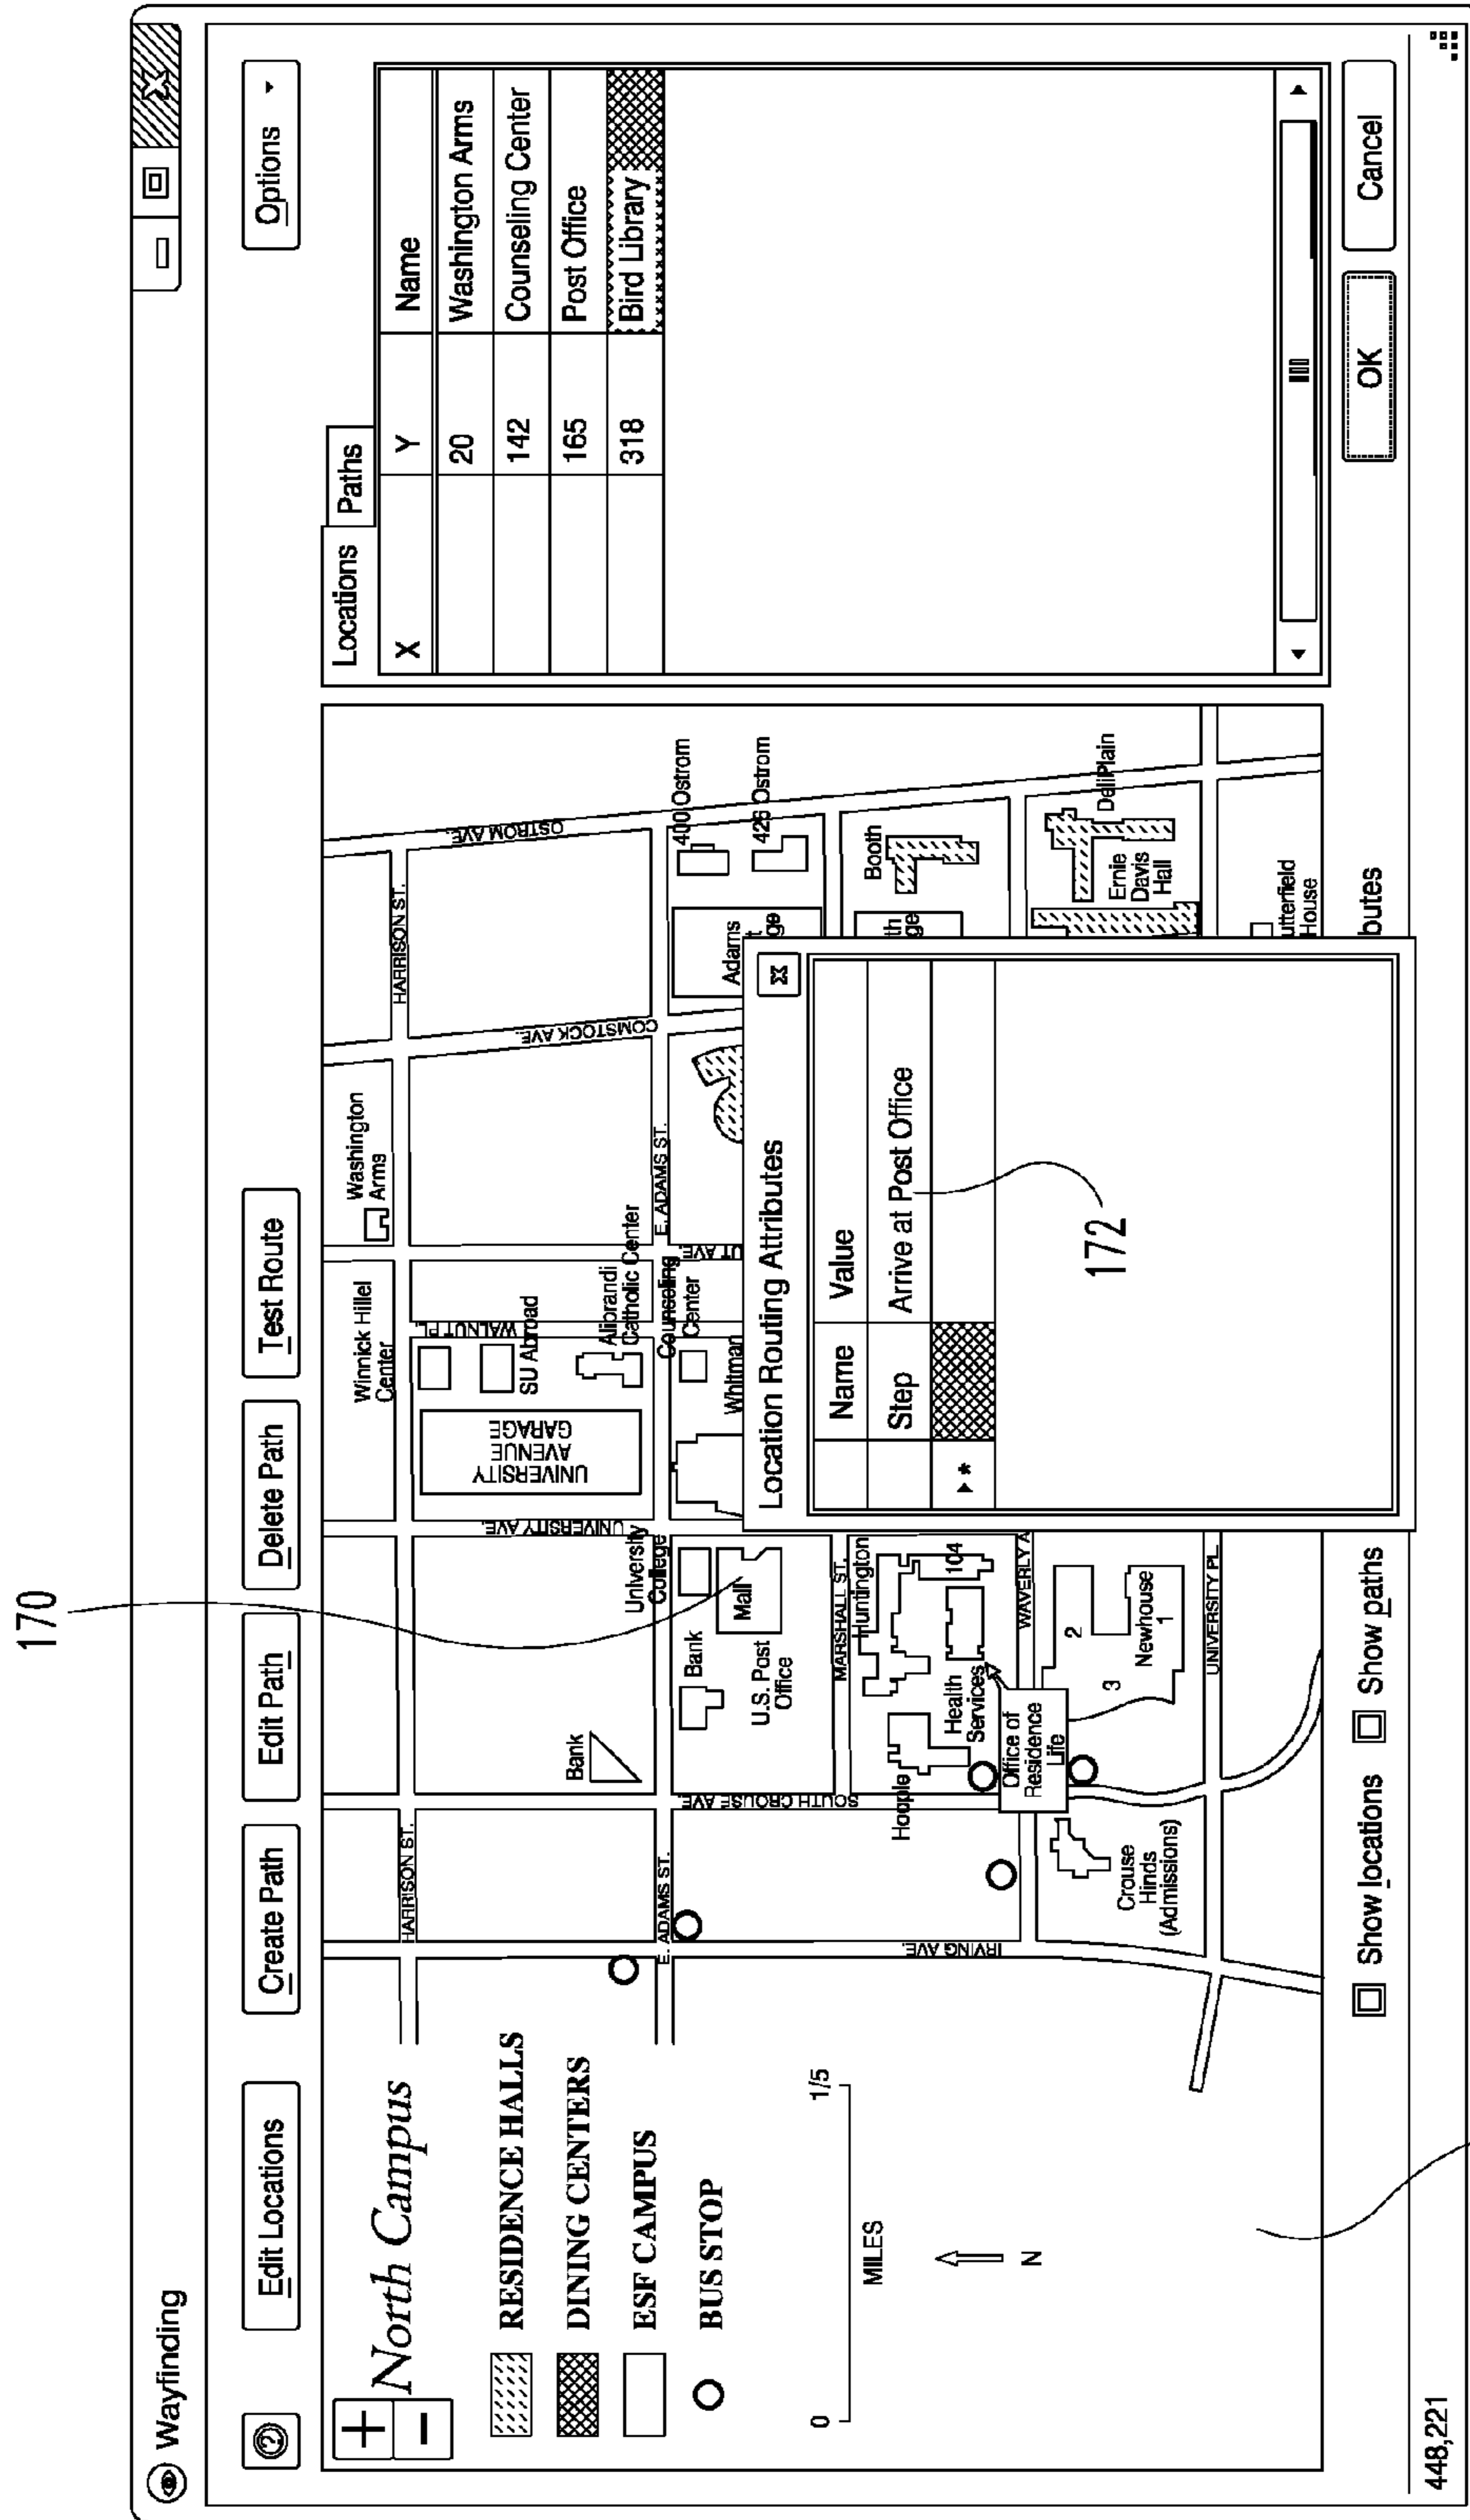 170
Wayfinding
Edit Locations
Create Path
Edit Path
Delete Path
Test Route
Options
+
−
North Campus
RESIDENCE HALLS
DINING CENTERS
ESF CAMPUS
BUS STOP
0
1/5
MILES
N
HARRISON ST.
HARRISON ST.
Winnick Hillel
Center
Washington
Arms
WALNUT PL.
SU Abroad
UNIVERSITY
AVENUE
GARAGE
Alibrandi
Catholic Center
UNIVERSITY AVE.
COMSTOCK AVE.
OSTROM AVE.
Bank
E. ADAMS ST.
E. ADAMS ST.
University
College
Counseling
Center
UT AVE.
Whitman
Bank
Mall
U.S. Post
Office
Adams
ge
400 Ostrom
426 Ostrom
SOUTH CROUSE AVE.
MARSHALL ST.
Huntington
104
Hoople
Health
Services
Booth
th
ge
IRVING AVE.
WAVERLY A
Office of
Residence
Life
Crouse
Hinds
(Admissions)
3
2
Newhouse
1
Ernie
Davis
Hall
DellPlain
UNIVERSITY PL.
utterfield
House
Location Routing Attributes
Name Value
Step Arrive at Post Office
*
172
Locations Paths
X Y Name
20 Washington Arms
142 Counseling Center
165 Post Office
318 Bird Library
Show locations
Show paths
butes
OK
Cancel
448,221